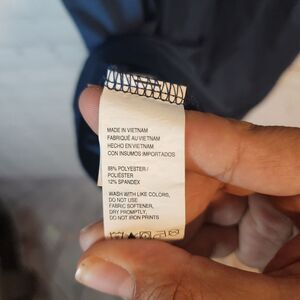 MADE IN VIETNAM
FABRIQUÉ AU VIETNAM
HECHO EN VIETNAM
CON INSUMOS IMPORTADOS
88% POLYESTER /
POLIÉSTER
12% SPANDEX
WASH WITH LIKE COLORS,
DO NOT USE
FABRIC SOFTENER,
DRY PROMPTLY,
DO NOT IRON PRINTS